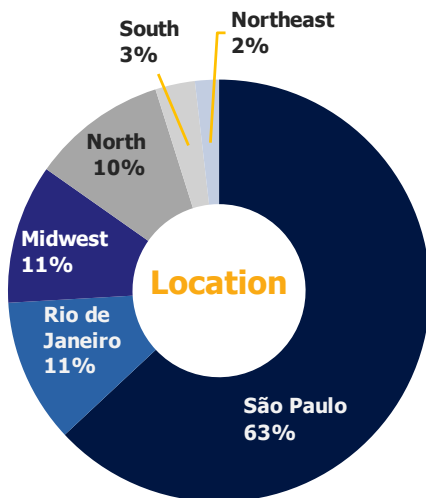 South
3%
Northeast
2%
North
10%
Midwest
11%
Location
Rio de
Janeiro
11%
São Paulo
63%